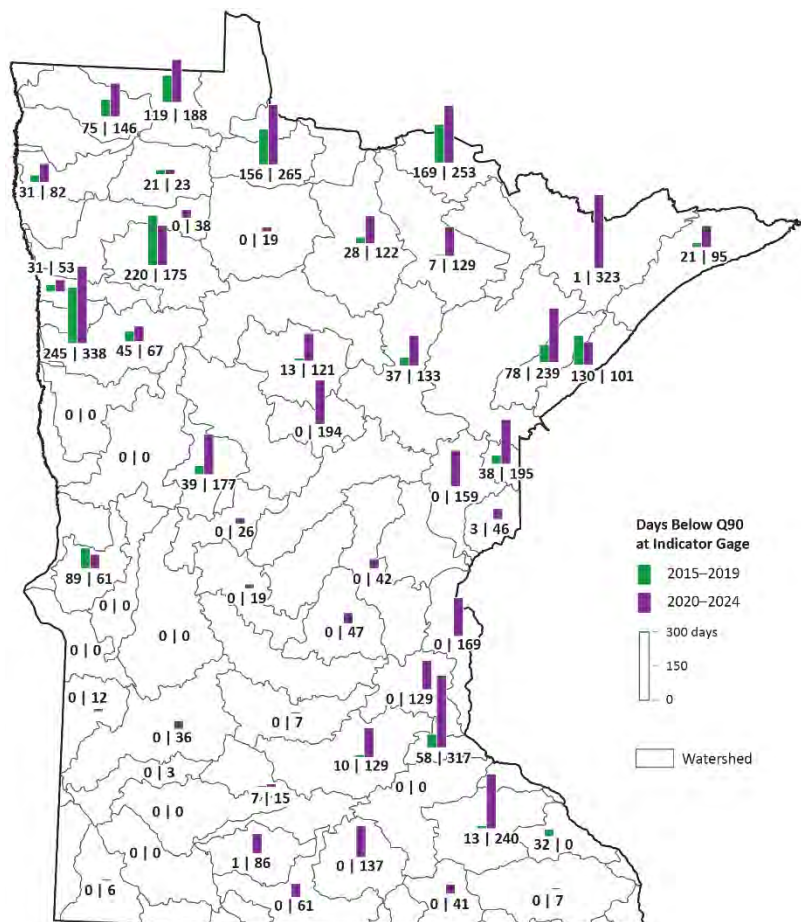 119 | 188
75 | 146
156 | 265
169 | 253
31 | 82
21 | 23
0 | 38
0 | 19
28 | 122
7 | 129
1 | 323
21 | 95
220 | 175
31 | 53
245 | 338
45 | 67
13 | 121
37 | 133
78 | 239
130 | 101
0 | 0
0 | 194
0 | 0
39 | 177
0 | 159
38 | 195
3 | 46
0 | 26
Days Below Q90
at Indicator Gage
2015–2019
2020–2024
300 days
150
0
Watershed
89 | 61
0 | 42
0 | 19
0 | 0
0 | 47
0 | 169
0 | 0
0 | 0
0 | 12
0 | 129
0 | 7
0 | 36
10 | 129
58 | 317
0 | 3
0 | 0
7 | 15
0 | 0
13 | 240
32 | 0
0 | 0
1 | 86
0 | 137
0 | 6
0 | 61
0 | 41
0 | 7